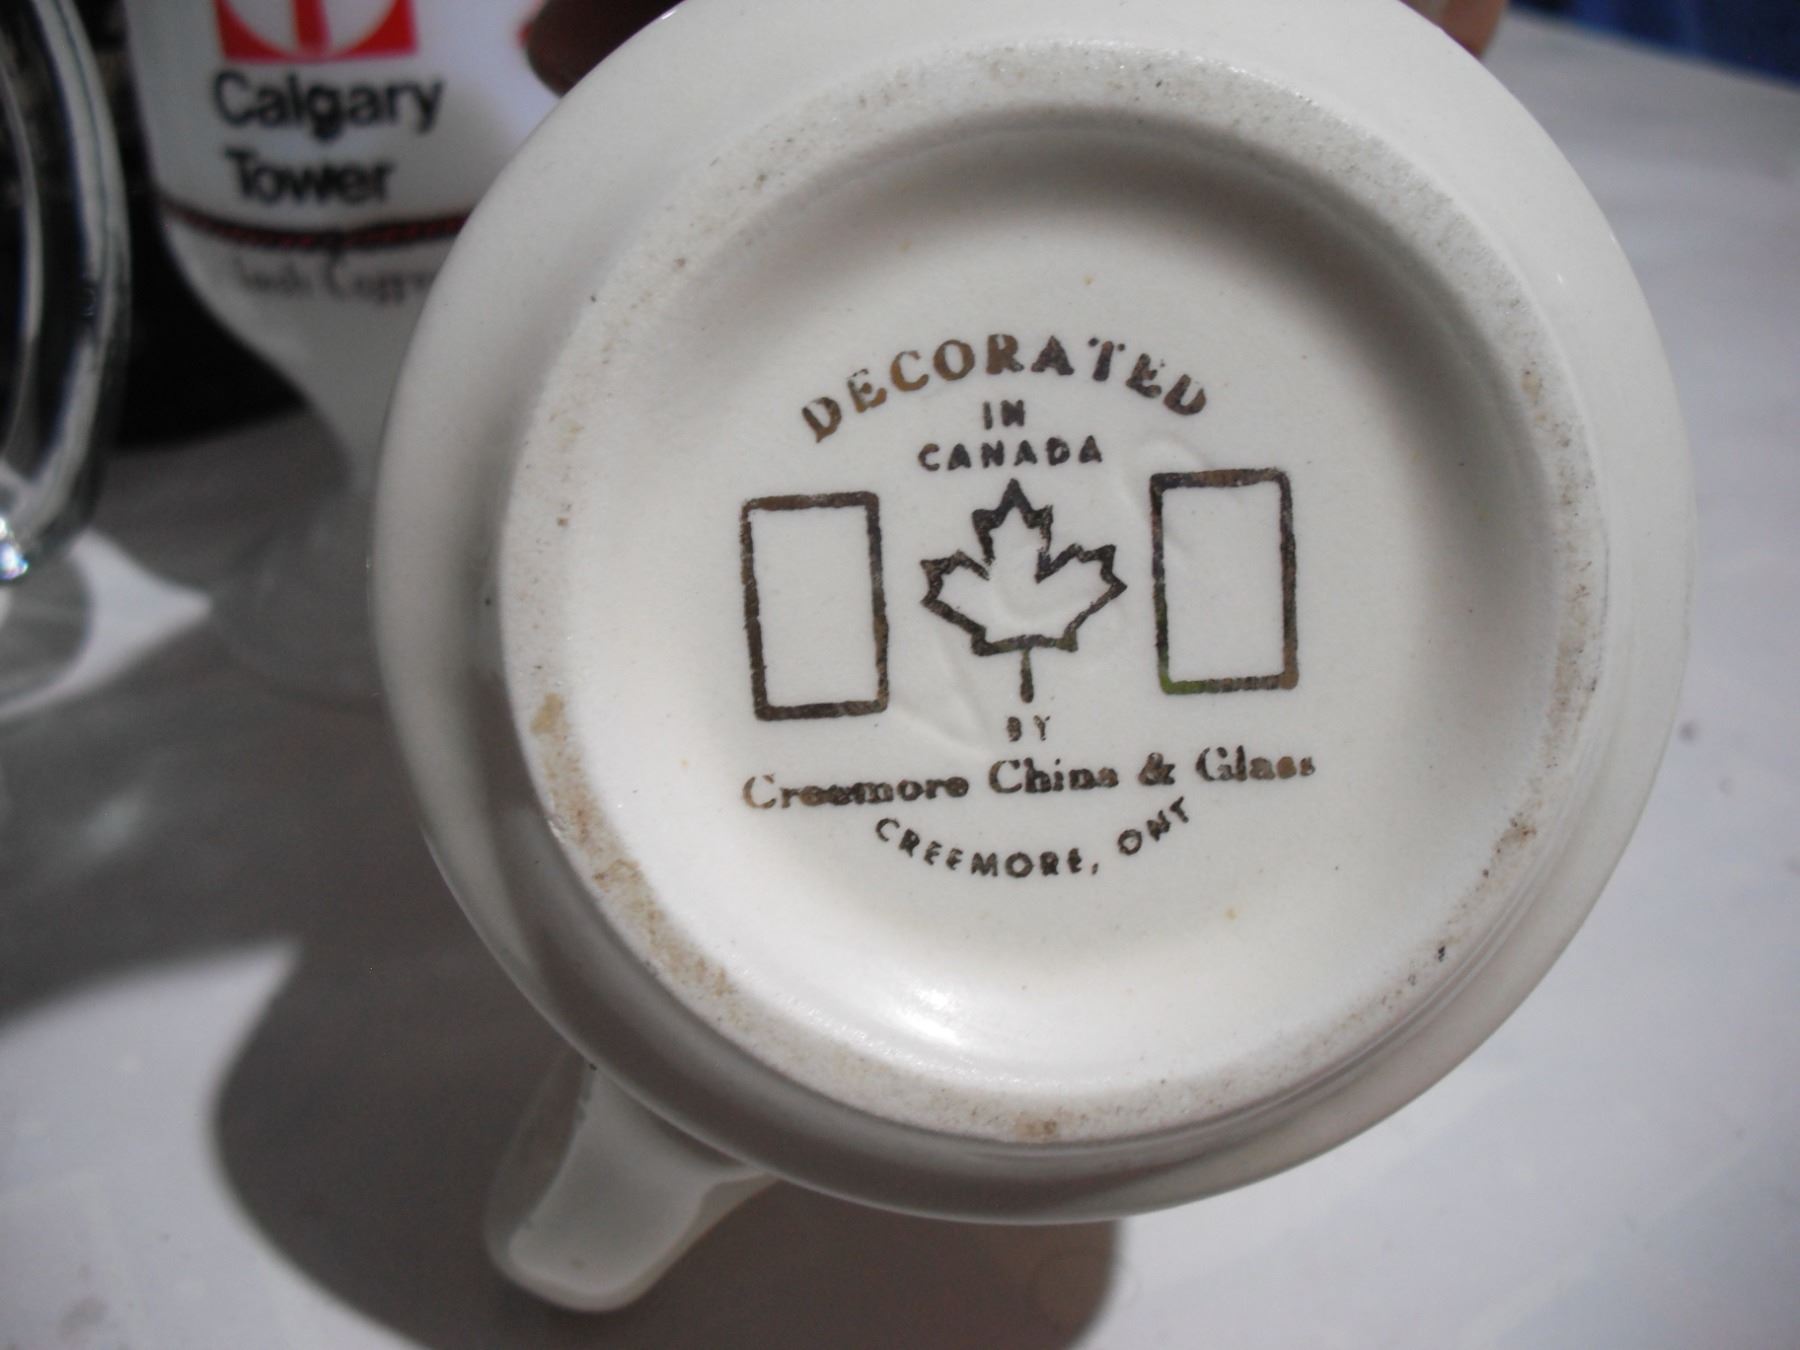 Calgary
Tower
DECORATED
IN
CANADA
BY
Creemore China & Glass
CREEMORE, ONT